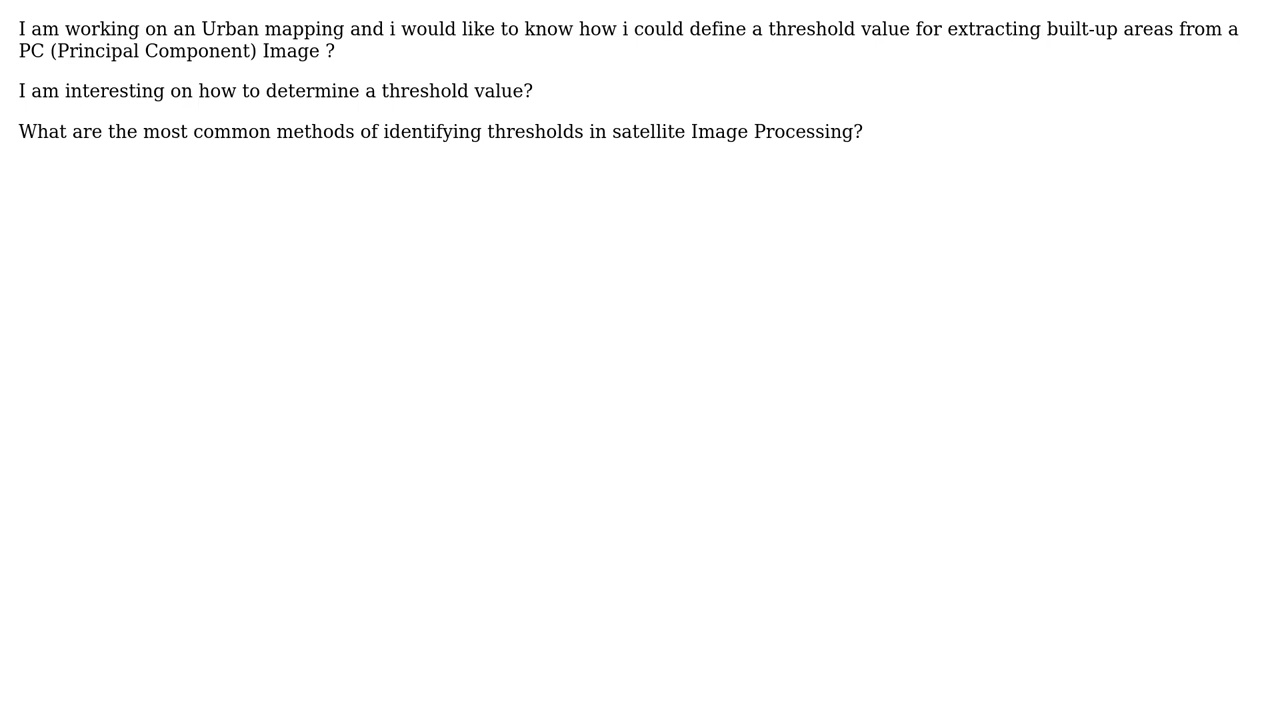 I am working on an Urban mapping and i would like to know how i could define a threshold value for extracting built-up areas from a
PC (Principal Component) Image ?
I am interesting on how to determine a threshold value?
What are the most common methods of identifying thresholds in satellite Image Processing?